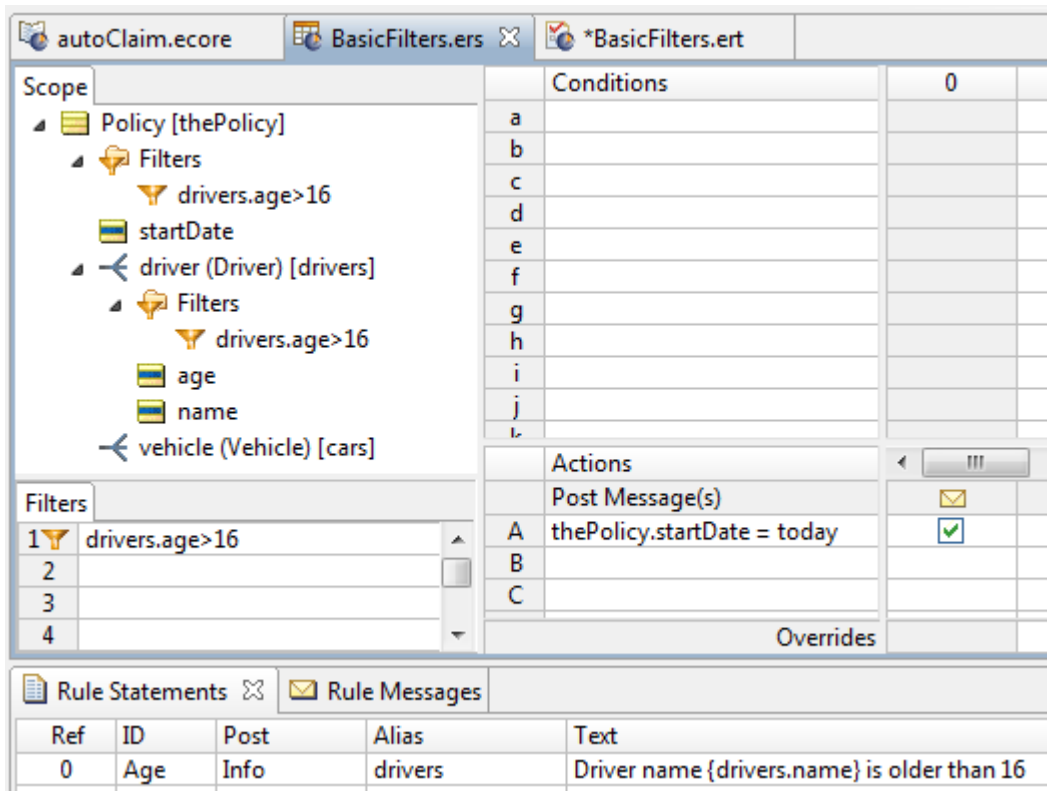 autoClaim.ecore BasicFilters.ers *BasicFilters.ert
Scope
Policy [thePolicy]
Filters
drivers.age>16
startDate
driver (Driver) [drivers]
Filters
drivers.age>16
age
name
vehicle (Vehicle) [cars]
Filters
1 drivers.age>16
2
3
4
Conditions 0
a
b
c
d
e
f
g
h
i
j
k
Actions
Post Message(s)
A thePolicy.startDate = today
B
C
Overrides
Rule Statements Rule Messages
Ref ID Post Alias Text
0 Age Info drivers Driver name {drivers.name} is older than 16